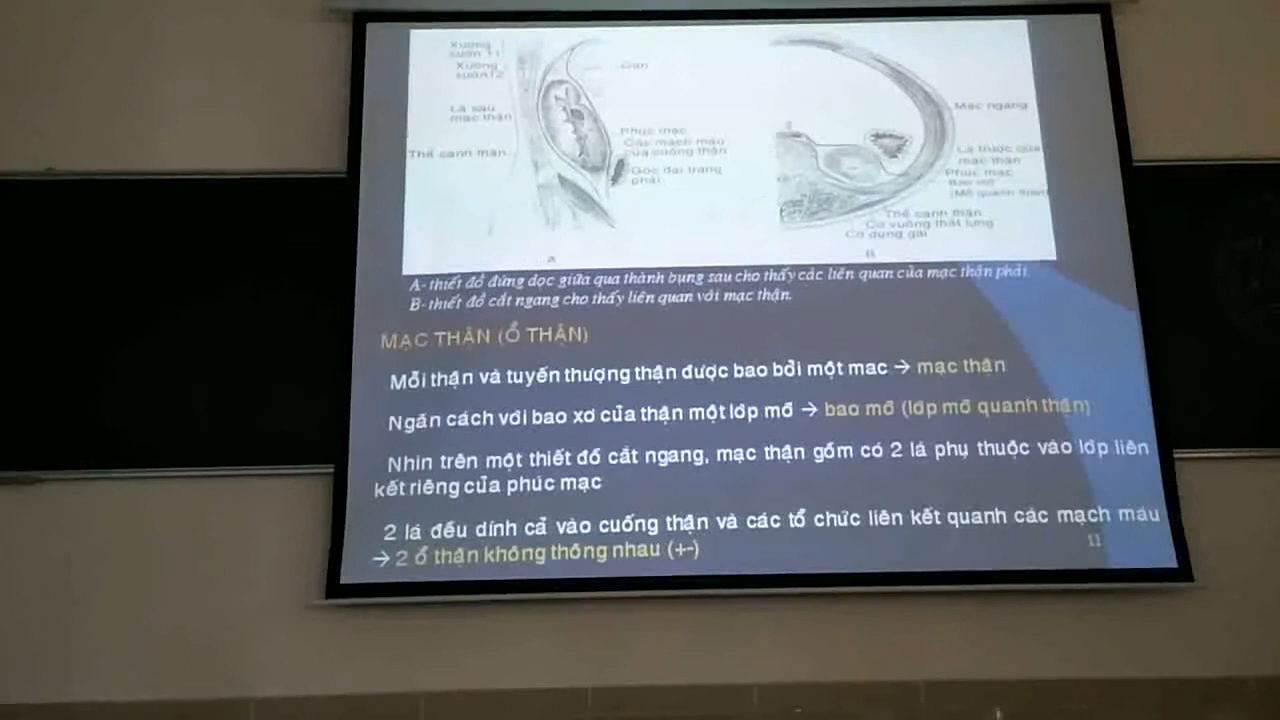 Xương
sườn 11
Xương
sườn 12
Lá sau
mạc thận
Thể cạnh thận
Gan
Phúc mạc
Các mạch máu
của cuống thận
Góc đại tràng
phải
A
Mạc ngang
Lá trước của
mạc thận
Phúc mạc
Bao mỡ
(Mỡ quanh thận)
Thể cạnh thận
Cơ vuông thắt lưng
Cơ dựng gai
B
A- thiết đồ đứng dọc giữa qua thành bụng sau cho thấy các liên quan của mạc thận phải.
B- thiết đồ cắt ngang cho thấy liên quan với mạc thận.
MẠC THẬN (Ổ THẬN)
Mỗi thận và tuyến thượng thận được bao bởi một mac → mạc thận
Ngăn cách với bao xơ của thận một lớp mỡ → bao mỡ (lớp mỡ quanh thận)
Nhìn trên một thiết đồ cắt ngang, mạc thận gồm có 2 lá phụ thuộc vào lớp liên
kết riêng của phúc mạc
2 lá đều dính cả vào cuống thận và các tổ chức liên kết quanh các mạch máu
→ 2 ổ thận không thông nhau (+-)
11